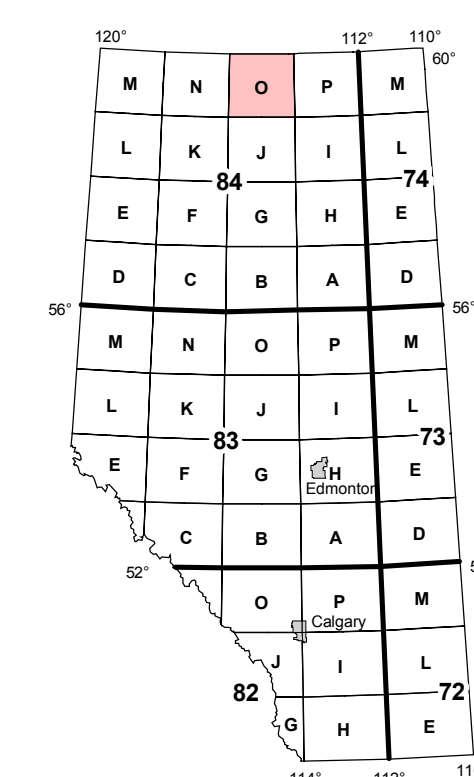 120° 112° 110°
60°
M N O P M
L K J I L
84 74
E F G H E
D C B A D
56° 56°
M N O P M
L K J I L
83 73
E F G H E
Edmonton
C B A D
52°
O P M
Calgary
J I L
82 72
G H E